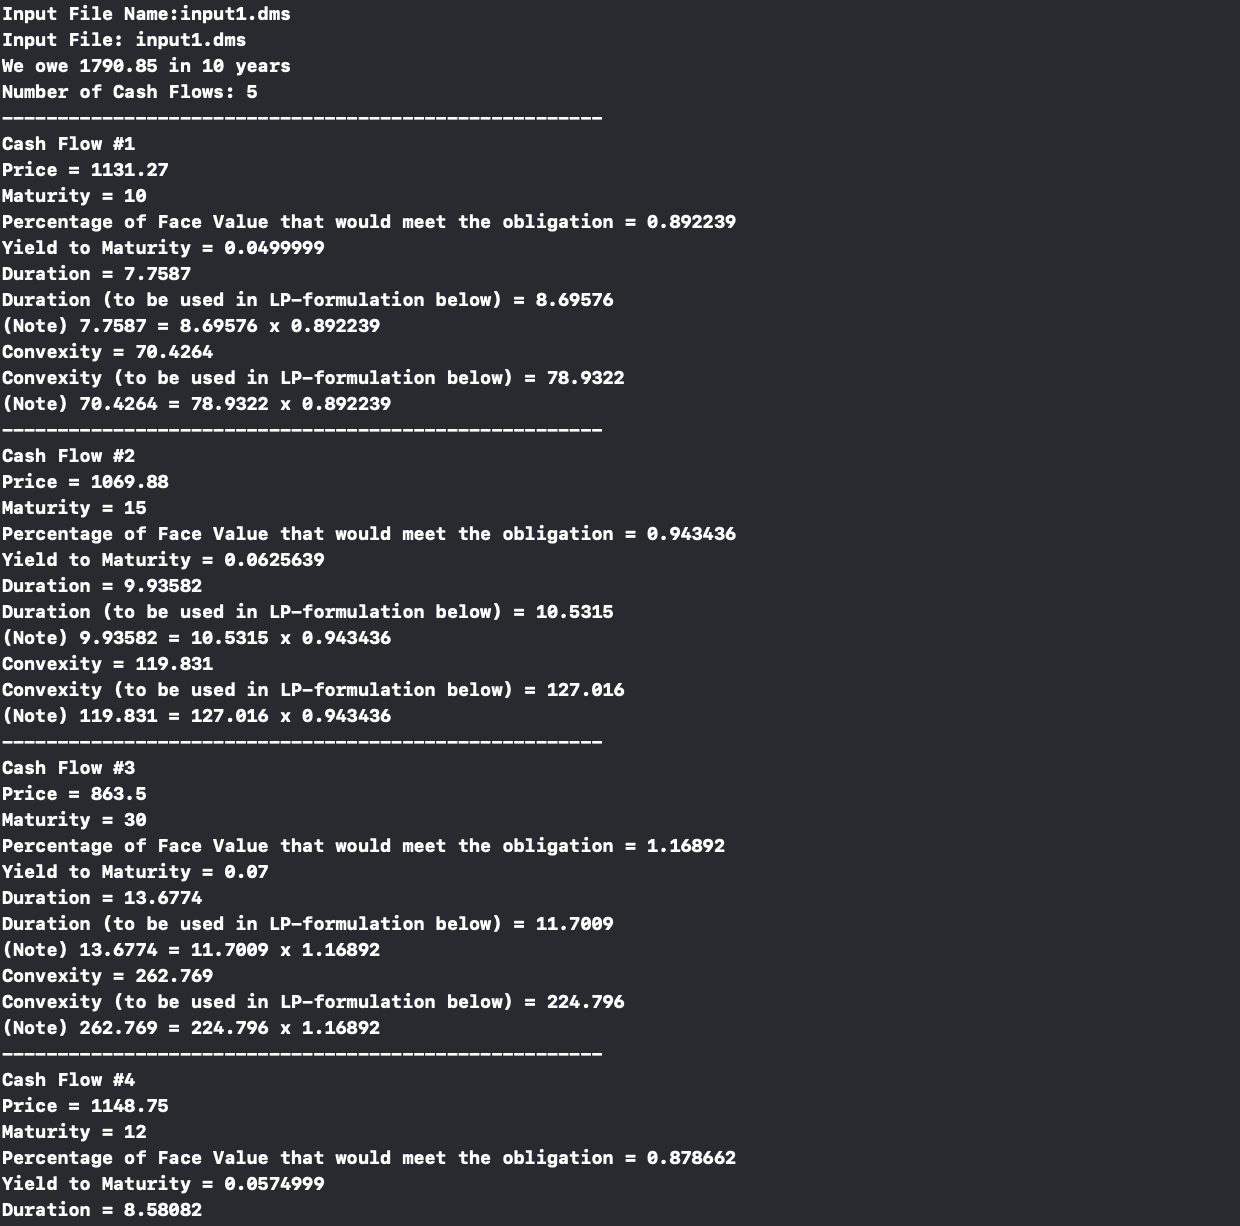 Input File Name:input1.dms
Input File: input1.dms
We owe 1790.85 in 10 years
Number of Cash Flows: 5
------------------------------------------------------
Cash Flow #1
Price = 1131.27
Maturity = 10
Percentage of Face Value that would meet the obligation = 0.892239
Yield to Maturity = 0.0499999
Duration = 7.7587
Duration (to be used in LP-formulation below) = 8.69576
(Note) 7.7587 = 8.69576 x 0.892239
Convexity = 70.4264
Convexity (to be used in LP-formulation below) = 78.9322
(Note) 70.4264 = 78.9322 x 0.892239
------------------------------------------------------
Cash Flow #2
Price = 1069.88
Maturity = 15
Percentage of Face Value that would meet the obligation = 0.943436
Yield to Maturity = 0.0625639
Duration = 9.93582
Duration (to be used in LP-formulation below) = 10.5315
(Note) 9.93582 = 10.5315 x 0.943436
Convexity = 119.831
Convexity (to be used in LP-formulation below) = 127.016
(Note) 119.831 = 127.016 x 0.943436
------------------------------------------------------
Cash Flow #3
Price = 863.5
Maturity = 30
Percentage of Face Value that would meet the obligation = 1.16892
Yield to Maturity = 0.07
Duration = 13.6774
Duration (to be used in LP-formulation below) = 11.7009
(Note) 13.6774 = 11.7009 x 1.16892
Convexity = 262.769
Convexity (to be used in LP-formulation below) = 224.796
(Note) 262.769 = 224.796 x 1.16892
------------------------------------------------------
Cash Flow #4
Price = 1148.75
Maturity = 12
Percentage of Face Value that would meet the obligation = 0.878662
Yield to Maturity = 0.0574999
Duration = 8.58082